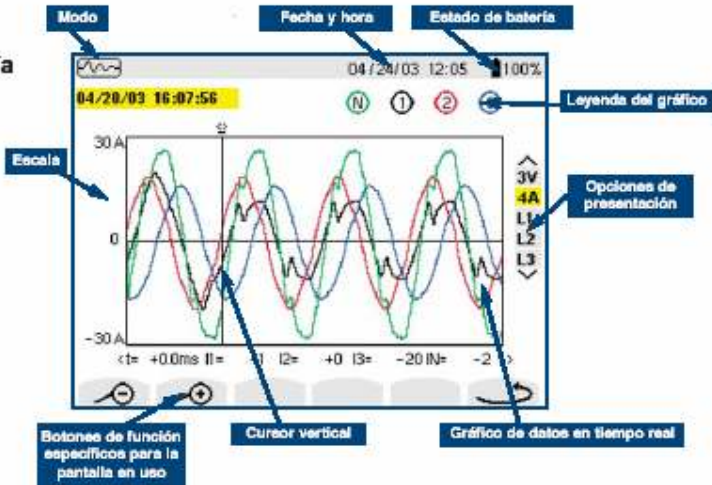 Modo
Fecha y hora
Estado de batería
ía
04/24/03 12:05 100%
04/20/03 16:07:56
N 1 2
Leyenda del gráfico
Escala
30 A
0
-30 A
3V
4A
L1
L2
L3
Opciones de
presentación
t= +0.0ms I1= -11 I2= +0 I3= -20 IN= -2
Botones de función
específicos para la
pantalla en uso
Cursor vertical
Gráfico de datos en tiempo real